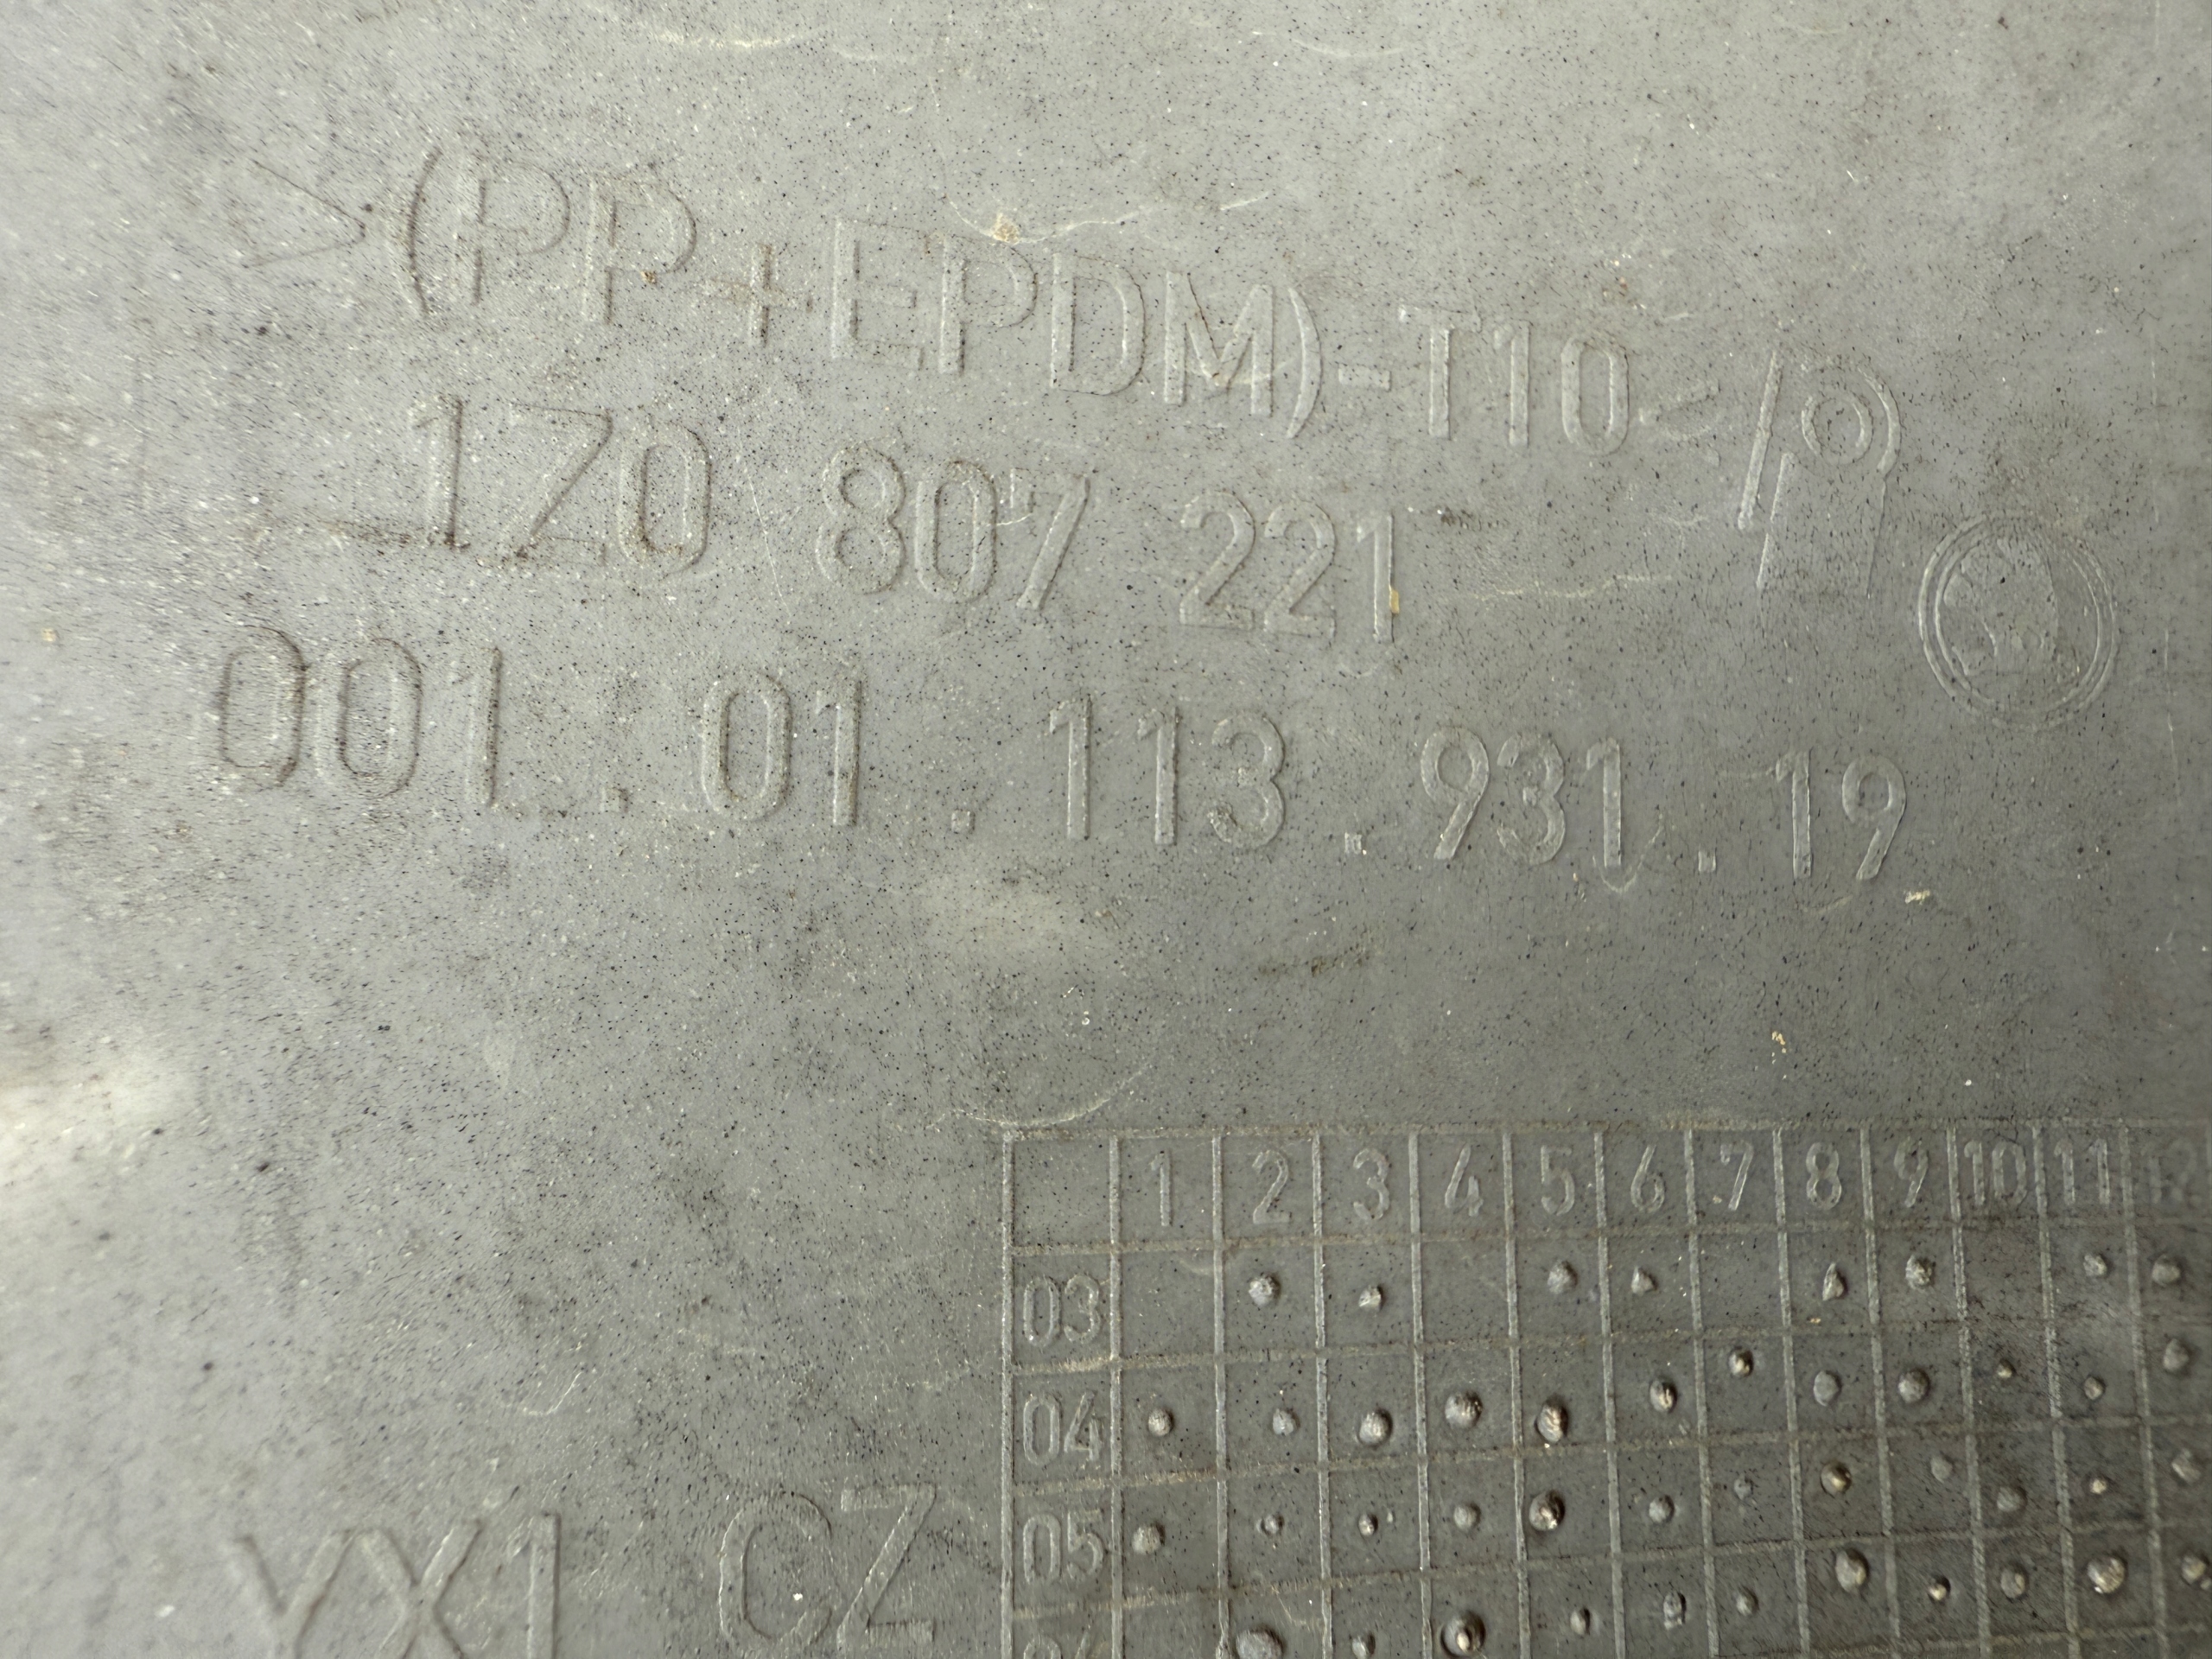 >(PP+EPDM)-T10<
1Z0 807 221
001 . 01 . 113 . 931 . 19
1 2 3 4 5 6 7 8 9 10 11 12
03
04
05
YX1 CZ